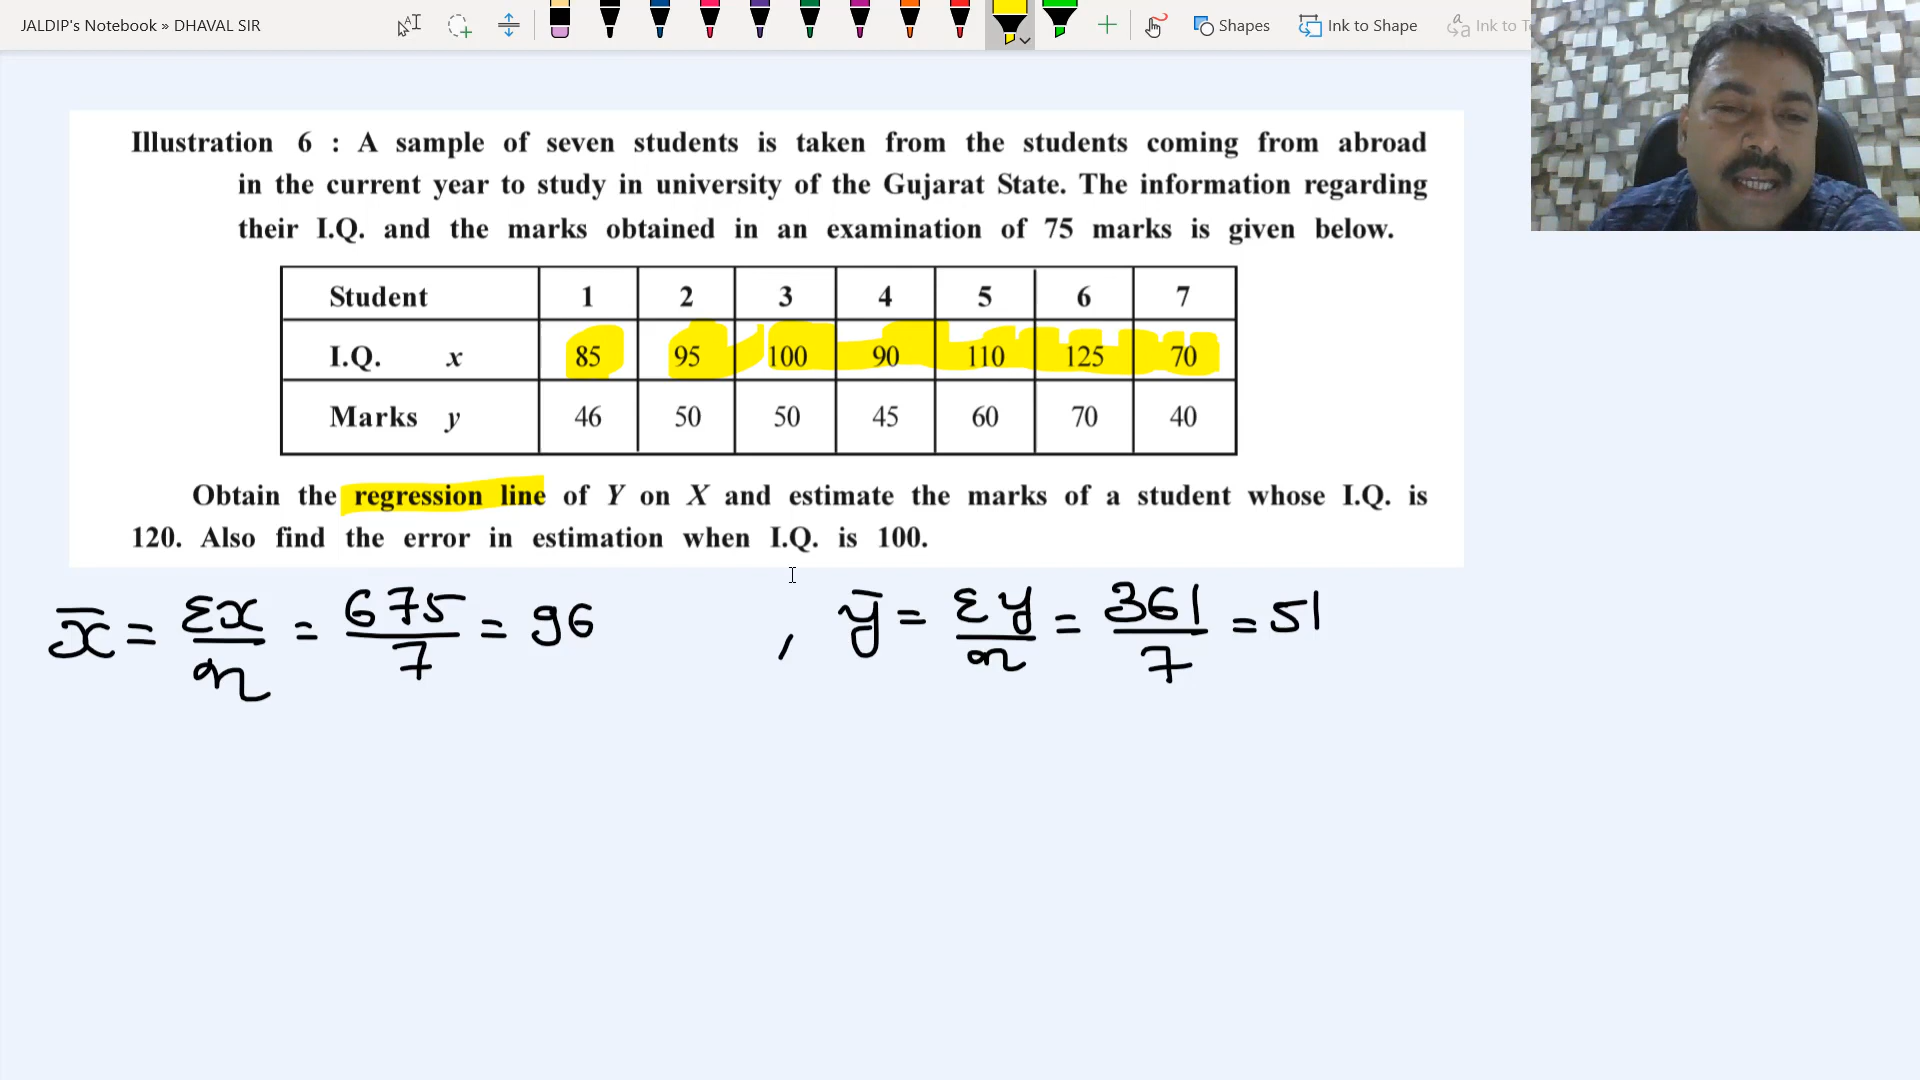 JALDIP's Notebook » DHAVAL SIR
Shapes
Ink to Shape
Ink to
Illustration 6 : A sample of seven students is taken from the students coming from abroad
in the current year to study in university of the Gujarat State. The information regarding
their I.Q. and the marks obtained in an examination of 75 marks is given below.
Student 1 2 3 4 5 6 7
I.Q. x 85 95 100 90 110 125 70
Marks y 46 50 50 45 60 70 40
Obtain the regression line of Y on X and estimate the marks of a student whose I.Q. is
120. Also find the error in estimation when I.Q. is 100.
x̄ = Σx/n = 675/7 = 96 , ȳ = Σy/n = 361/7 = 51